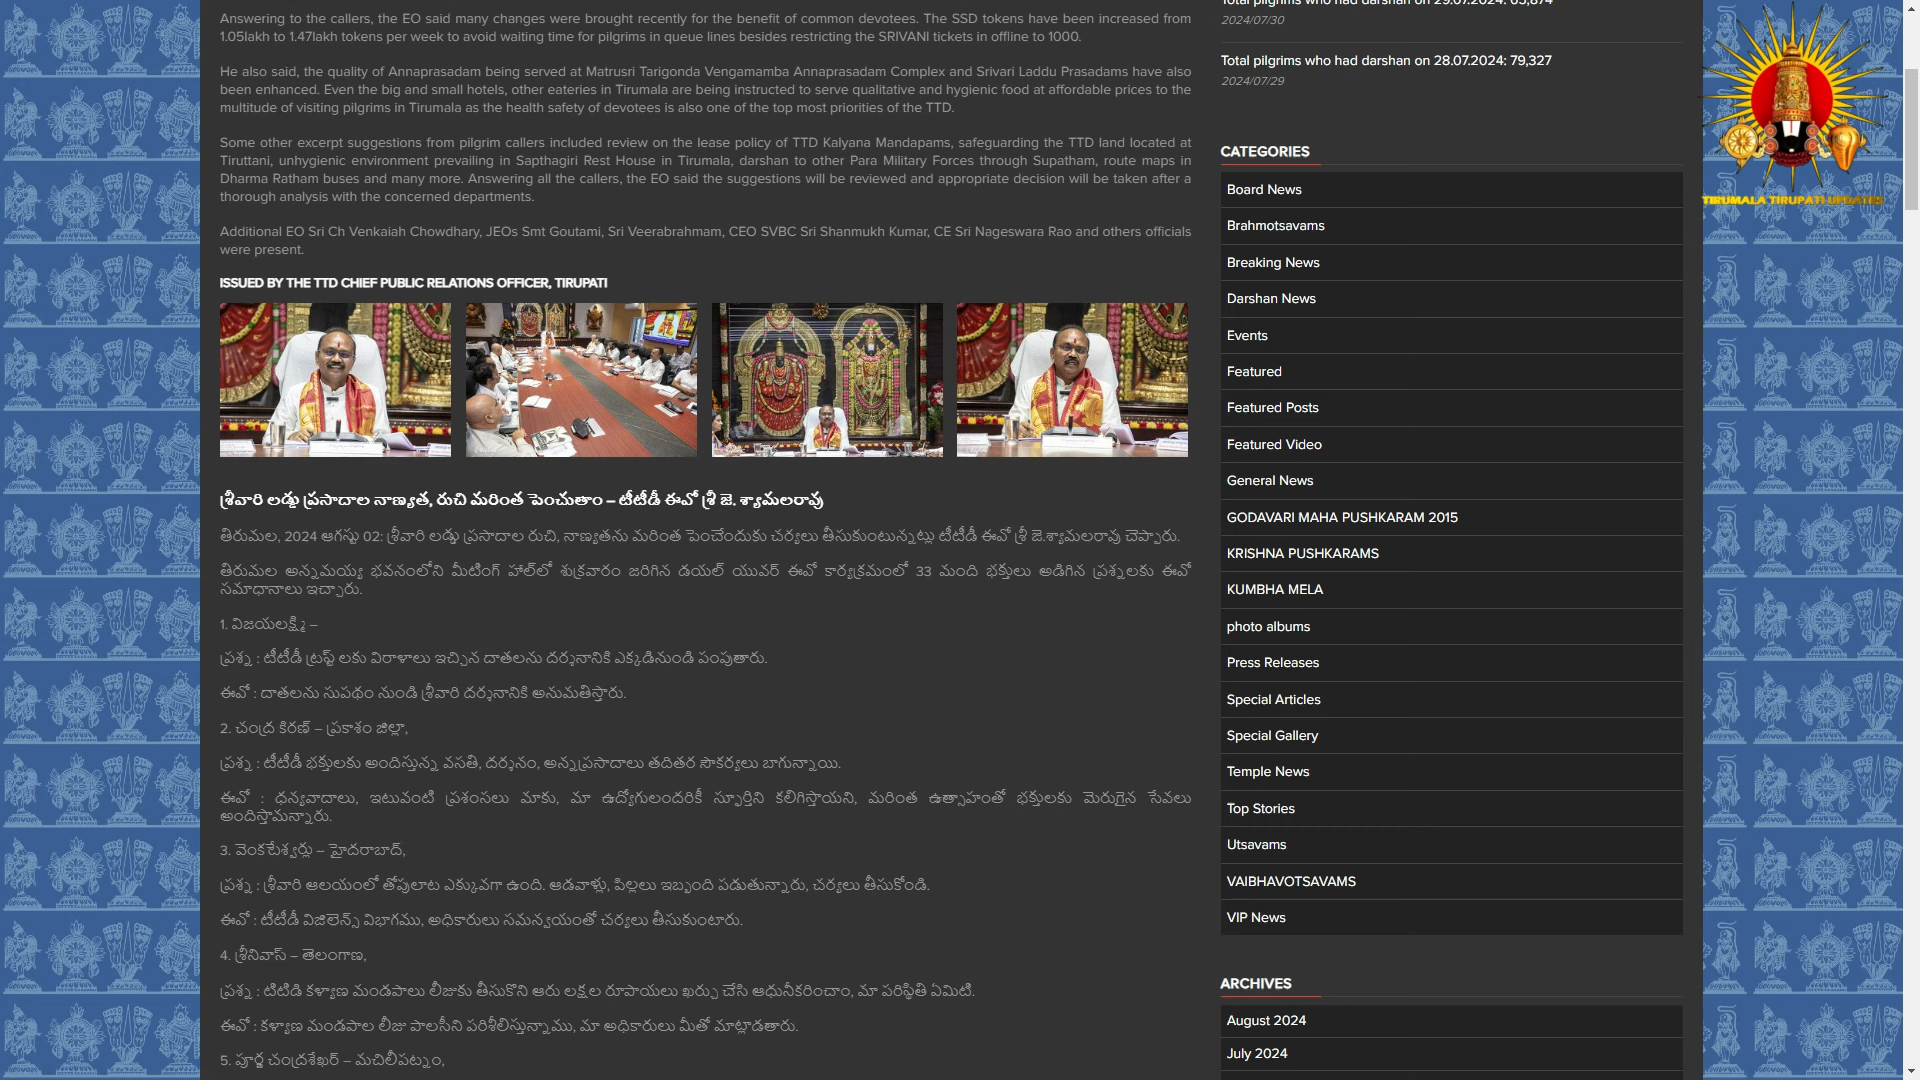 Answering to the callers, the EO said many changes were brought recently for the benefit of common devotees. The SSD tokens have been increased from
1.05lakh to 1.47lakh tokens per week to avoid waiting time for pilgrims in queue lines besides restricting the SRIVANI tickets in offline to 1000.
He also said, the quality of Annaprasadam being served at Matrusri Tarigonda Vengamamba Annaprasadam Complex and Srivari Laddu Prasadams have also
been enhanced. Even the big and small hotels, other eateries in Tirumala are being instructed to serve qualitative and hygienic food at affordable prices to the
multitude of visiting pilgrims in Tirumala as the health safety of devotees is also one of the top most priorities of the TTD.
Some other excerpt suggestions from pilgrim callers included review on the lease policy of TTD Kalyana Mandapams, safeguarding the TTD land located at
Tiruttani, unhygienic environment prevailing in Sapthagiri Rest House in Tirumala, darshan to other Para Military Forces through Supatham, route maps in
Dharma Ratham buses and many more. Answering all the callers, the EO said the suggestions will be reviewed and appropriate decision will be taken after a
thorough analysis with the concerned departments.
Additional EO Sri Ch Venkaiah Chowdhary, JEOs Smt Goutami, Sri Veerabrahmam, CEO SVBC Sri Shanmukh Kumar, CE Sri Nageswara Rao and others officials
were present.
ISSUED BY THE TTD CHIEF PUBLIC RELATIONS OFFICER, TIRUPATI
శ్రీవారి లడ్డు ప్రసాదాల నాణ్యత, రుచి మరింత పెంచుతాం – టీటీడీ ఈవో శ్రీ జె. శ్యామలరావు
తిరుమల, 2024 ఆగస్టు 02: శ్రీవారి లడ్డు ప్రసాదాల రుచి, నాణ్యతను మరింత పెంచేందుకు చర్యలు తీసుకుంటున్నట్లు టీటీడీ ఈవో శ్రీ జె.శ్యామలరావు చెప్పారు.
తిరుమల అన్నమయ్య భవనంలోని మీటింగ్ హాల్‌లో శుక్రవారం జరిగిన డయల్ యువర్ ఈవో కార్యక్రమంలో 33 మంది భక్తులు అడిగిన ప్రశ్నలకు ఈవో
సమాధానాలు ఇచ్చారు.
1. విజయలక్ష్మి –
ప్రశ్న : టీటీడీ ట్రస్ట్ లకు విరాళాలు ఇచ్చిన దాతలను దర్శనానికి ఎక్కడినుండి పంపుతారు.
ఈవో : దాతలను సుపథం నుండి శ్రీవారి దర్శనానికి అనుమతిస్తారు.
2. చంద్ర కిరణ్ – ప్రకాశం జిల్లా,
ప్రశ్న : టీటీడీ భక్తులకు అందిస్తున్న వసతి, దర్శనం, అన్నప్రసాదాలు తదితర సౌకర్యలు బాగున్నాయి.
ఈవో : ధన్యవాదాలు, ఇటువంటి ప్రశంసలు మాకు, మా ఉద్యోగులందరికీ స్ఫూర్తిని కలిగిస్తాయని, మరింత ఉత్సాహంతో భక్తులకు మెరుగైన సేవలు
అందిస్తామన్నారు.
3. వెంకటేశ్వర్లు – హైదరాబాద్,
ప్రశ్న : శ్రీవారి ఆలయంలో తోపులాట ఎక్కువగా ఉంది. ఆడవాళ్లు, పిల్లలు ఇబ్బంది పడుతున్నారు, చర్యలు తీసుకోండి.
ఈవో : టీటీడీ విజిలెన్స్ విభాగము, అధికారులు సమన్వయంతో చర్యలు తీసుకుంటారు.
4. శ్రీనివాస్ – తెలంగాణ,
ప్రశ్న : టిటిడి కళ్యాణ మండపాలు లీజుకు తీసుకొని ఆరు లక్షల రూపాయలు ఖర్చు చేసి ఆధునీకరించాం, మా పరిస్థితి ఏమిటి.
ఈవో : కళ్యాణ మండపాల లీజు పాలసీని పరిశీలిస్తున్నాము, మా అధికారులు మీతో మాట్లాడతారు.
5. పూర్ణ చంద్రశేఖర్ – మచిలీపట్నం,
Total pilgrims who had darshan on 29.07.2024: 65,874
2024/07/30
Total pilgrims who had darshan on 28.07.2024: 79,327
2024/07/29
CATEGORIES
Board News
Brahmotsavams
Breaking News
Darshan News
Events
Featured
Featured Posts
Featured Video
General News
GODAVARI MAHA PUSHKARAM 2015
KRISHNA PUSHKARAMS
KUMBHA MELA
photo albums
Press Releases
Special Articles
Special Gallery
Temple News
Top Stories
Utsavams
VAIBHAVOTSAVAMS
VIP News
ARCHIVES
August 2024
July 2024
TIRUMALA TIRUPATI UPDATES